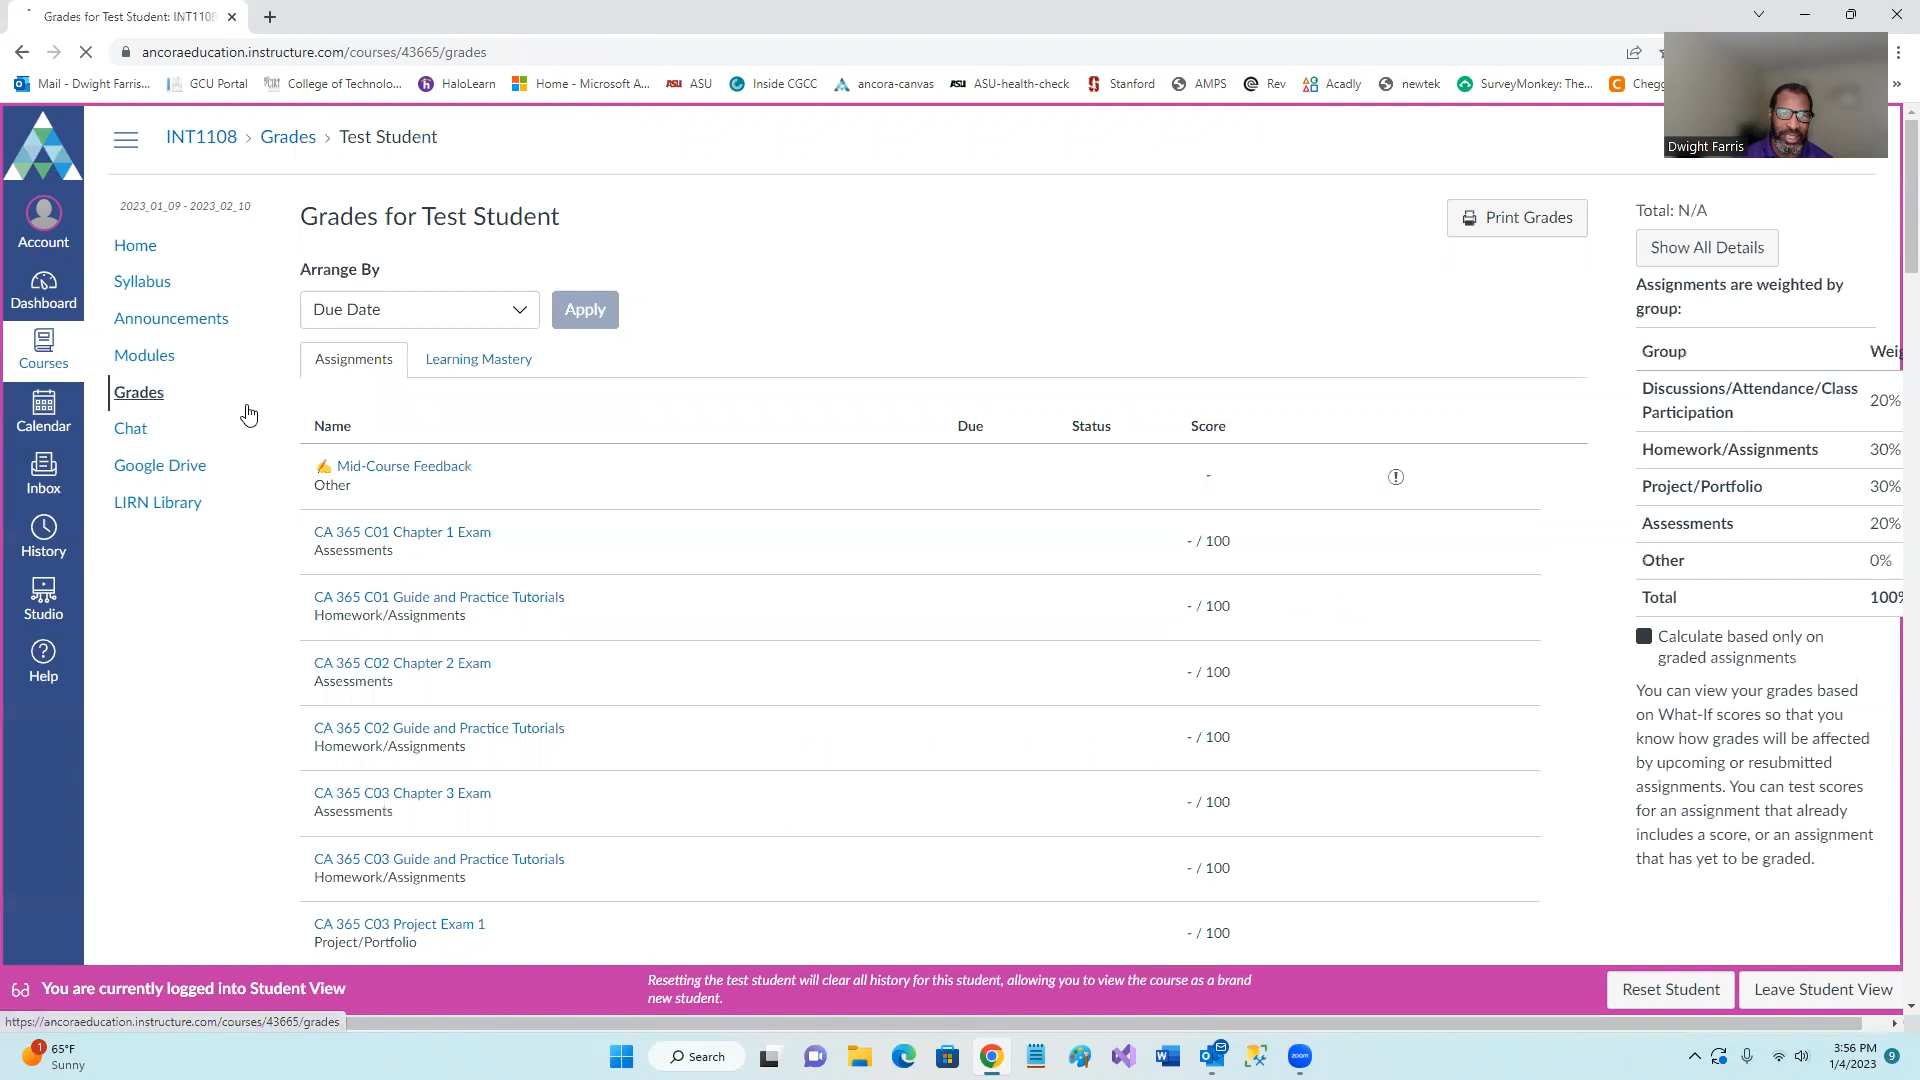 Grades for Test Student: INT1108
ancoraeducation.instructure.com/courses/43665/grades
Mail - Dwight Farris... GCU Portal College of Technolo... HaloLearn Home - Microsoft A... ASU ASU Inside CGCC ancora-canvas ASU ASU-health-check Stanford AMPS Rev Acadly newtek SurveyMonkey: The... Chegg
Dwight Farris
INT1108 › Grades › Test Student
Account
Dashboard
Courses
Calendar
Inbox
History
Studio
Help
2023_01_09 - 2023_02_10
Home
Syllabus
Announcements
Modules
Grades
Chat
Google Drive
LIRN Library
Grades for Test Student
Print Grades
Arrange By
Due Date
Apply
Assignments Learning Mastery
Name Due Status Score
✍ Mid-Course Feedback
Other
-
CA 365 C01 Chapter 1 Exam
Assessments
- / 100
CA 365 C01 Guide and Practice Tutorials
Homework/Assignments
- / 100
CA 365 C02 Chapter 2 Exam
Assessments
- / 100
CA 365 C02 Guide and Practice Tutorials
Homework/Assignments
- / 100
CA 365 C03 Chapter 3 Exam
Assessments
- / 100
CA 365 C03 Guide and Practice Tutorials
Homework/Assignments
- / 100
CA 365 C03 Project Exam 1
Project/Portfolio
- / 100
Total: N/A
Show All Details
Assignments are weighted by
group:
Group Weig
Discussions/Attendance/Class
Participation
20%
Homework/Assignments 30%
Project/Portfolio 30%
Assessments 20%
Other 0%
Total 100%
Calculate based only on
graded assignments
You can view your grades based
on What-If scores so that you
know how grades will be affected
by upcoming or resubmitted
assignments. You can test scores
for an assignment that already
includes a score, or an assignment
that has yet to be graded.
You are currently logged into Student View
Resetting the test student will clear all history for this student, allowing you to view the course as a brand
new student.
Reset Student
Leave Student View
https://ancoraeducation.instructure.com/courses/43665/grades
1
65°F
Sunny
Search
zoom
3:56 PM
1/4/2023
9